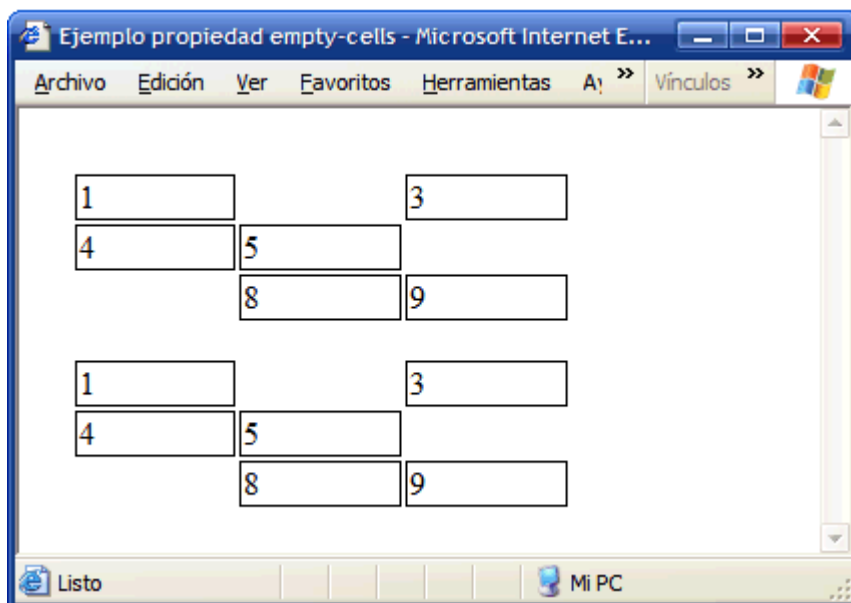 Ejemplo propiedad empty-cells - Microsoft Internet E...
Archivo Edición Ver Favoritos Herramientas Ay » Vínculos »
1 3
4 5
8 9
1 3
4 5
8 9
Listo Mi PC